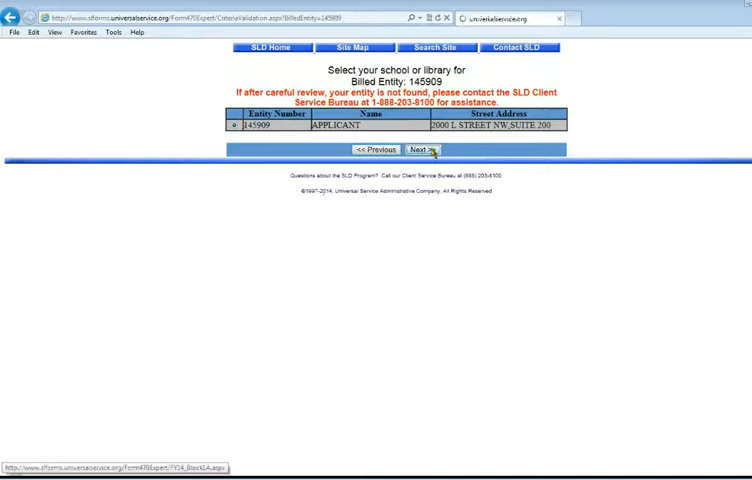 http://www.slforms.universalservice.org/Form470Expert/CriteriaValidation.aspx?BilledEntity=145909
universalservice.org
File Edit View Favorites Tools Help
SLD Home Site Map Search Site Contact SLD
Select your school or library for
Billed Entity: 145909
If after careful review, your entity is not found, please contact the SLD Client
Service Bureau at 1-888-203-8100 for assistance.
Entity Number Name Street Address
145909 APPLICANT 2000 L STREET NW,SUITE 200
<< Previous Next >>
Questions about the SLD Program? Call our Client Service Bureau at (888) 203-8100.
©1997-2014, Universal Service Administrative Company, All Rights Reserved
http://www.slforms.universalservice.org/Form470Expert/FY14_Block1A.aspx